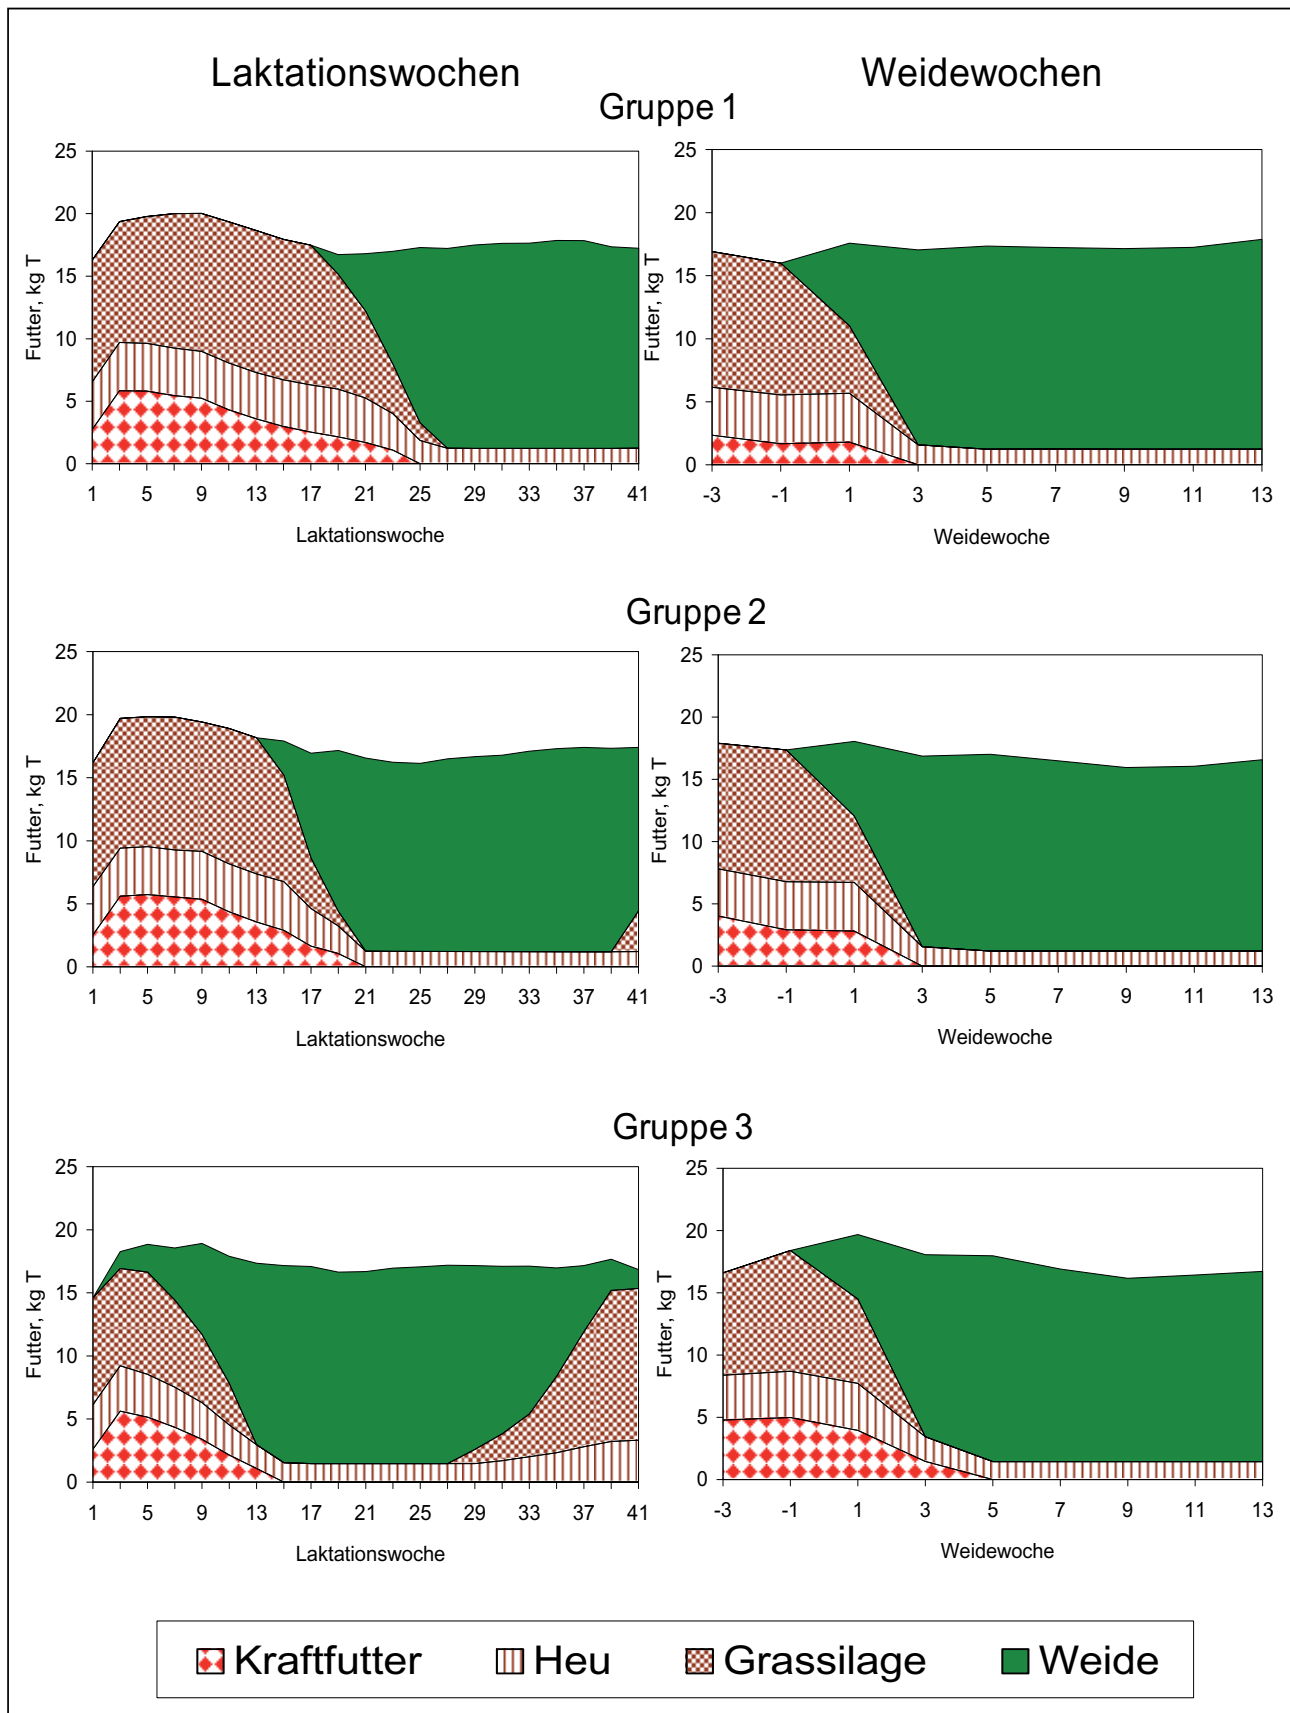 Laktationswochen Weidewochen
Gruppe 1
25
20
15
10
5
0
Futter, kg T
1 5 9 13 17 21 25 29 33 37 41
Laktationswoche
25
20
15
10
5
0
Futter, kg T
-3 -1 1 3 5 7 9 11 13
Weidewoche
Gruppe 2
25
20
15
10
5
0
Futter, kg T
1 5 9 13 17 21 25 29 33 37 41
Laktationswoche
25
20
15
10
5
0
Futter, kg T
-3 -1 1 3 5 7 9 11 13
Weidewoche
Gruppe 3
25
20
15
10
5
0
Futter, kg T
1 5 9 13 17 21 25 29 33 37 41
Laktationswoche
25
20
15
10
5
0
Futter, kg T
-3 -1 1 3 5 7 9 11 13
Weidewoche
Kraftfutter Heu Grassilage Weide